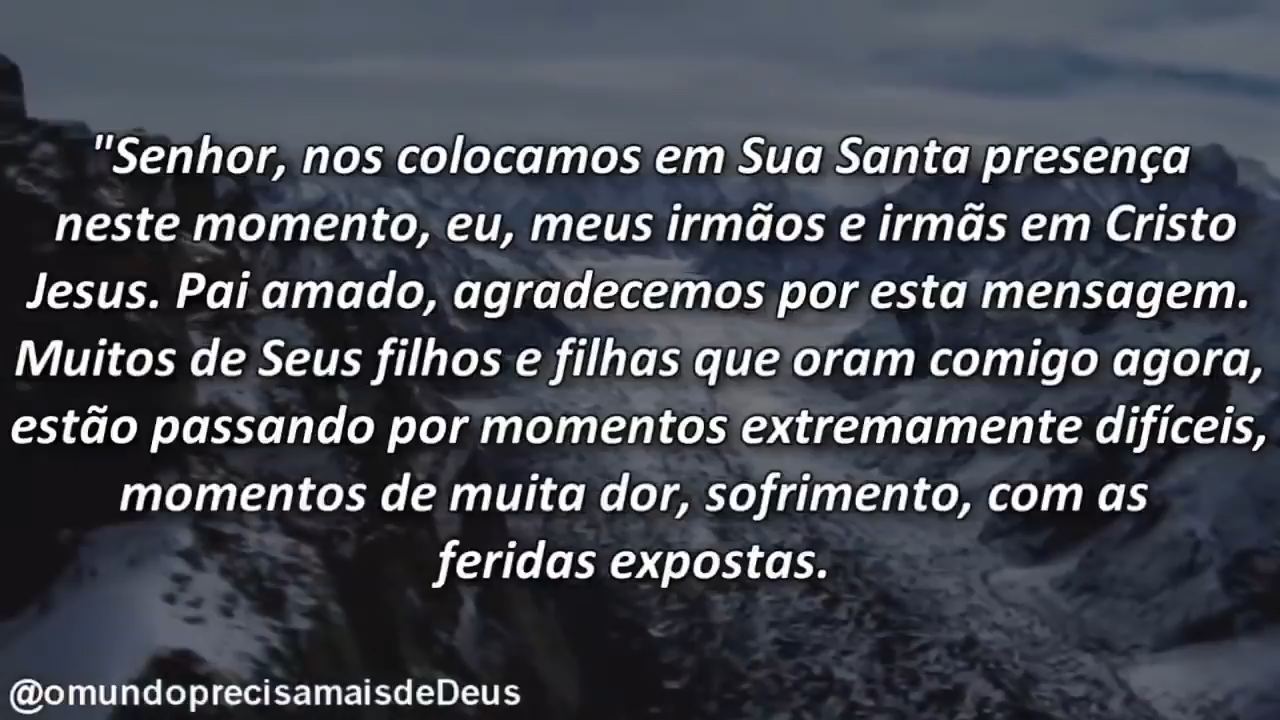 "Senhor, nos colocamos em Sua Santa presença
neste momento, eu, meus irmãos e irmãs em Cristo
Jesus. Pai amado, agradecemos por esta mensagem.
Muitos de Seus filhos e filhas que oram comigo agora,
estão passando por momentos extremamente difíceis,
momentos de muita dor, sofrimento, com as
feridas expostas.
@omundoprecisamaisdeDeus